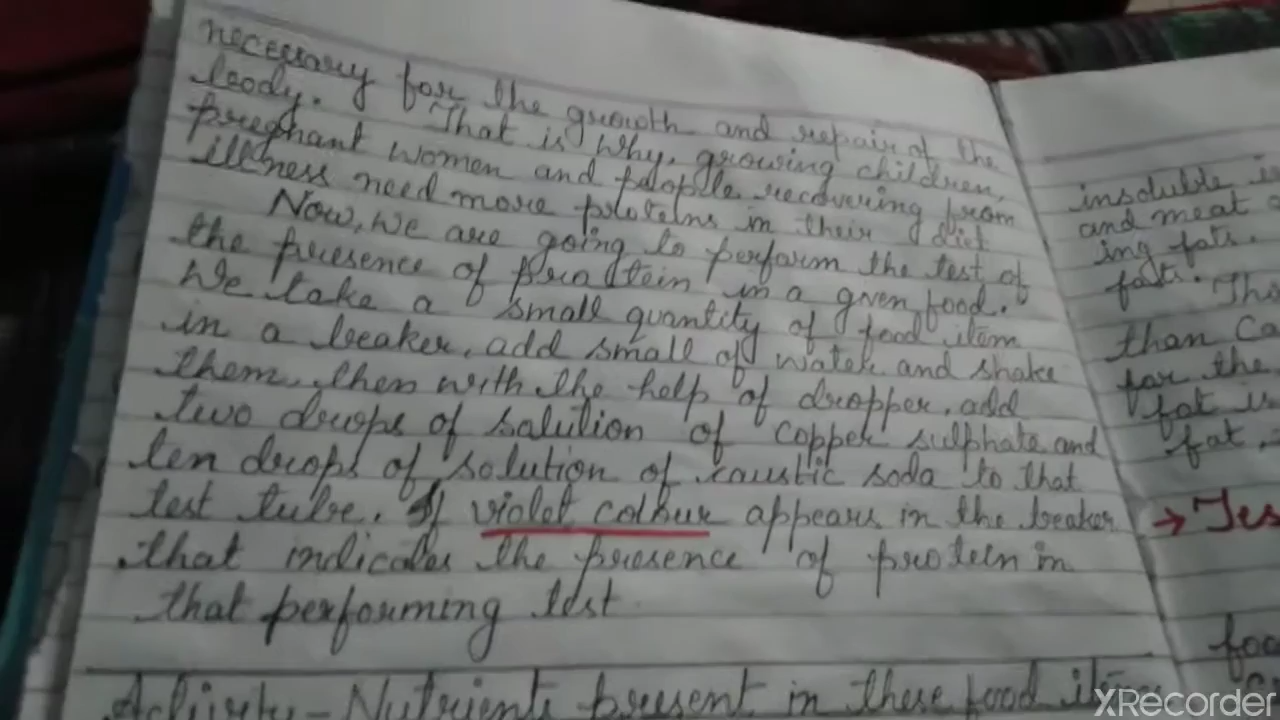 necessary for the growth and repair of the
body. That is why, growing children,
pregnant women and people recovering from
illness need more proteins in their diet
Now, we are going to perform the test of
the presence of protein in a given food.
We take a small quantity of food item
in a beaker, add small of water and shake
them, then with the help of dropper, add
two drops of solution of copper sulphate and
ten drops of solution of caustic soda to that
test tube. If violet colour appears in the beaker
that indicates the presence of protein in
that performing test
Activity - Nutrients present in these food items
insoluble i
and meat
ing fats.
fats. Thi
than Ca
for the
fat is
fat.
→ Tes
foo
XRecorder